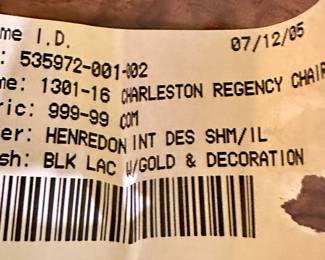 me I.D. 07/12/05
: 535972-001-002
me: 1301-16 CHARLESTON REGENCY CHAIR
ric: 999-99 COM
er: HENREDON INT DES SHM/IL
sh: BLK LAC W/GOLD & DECORATION